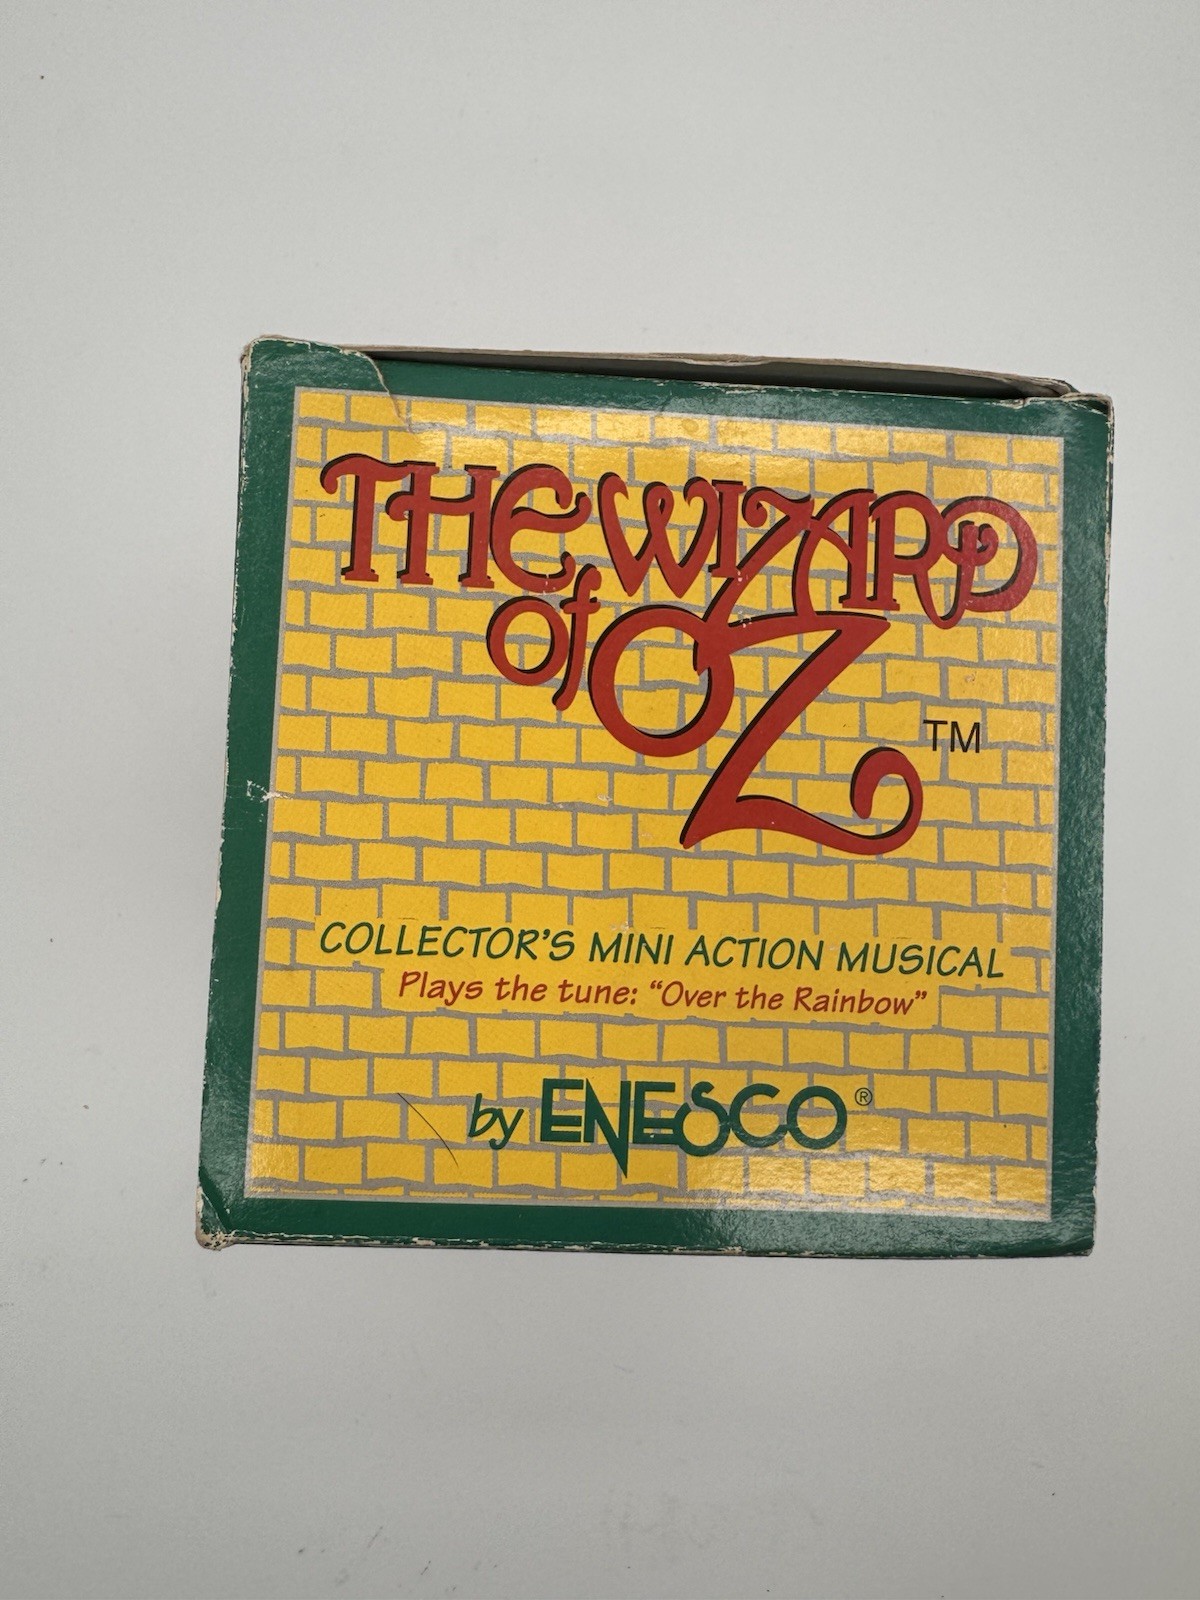 THE WIZARD
of OZ TM
COLLECTOR'S MINI ACTION MUSICAL
Plays the tune: "Over the Rainbow"
by ENESCO®